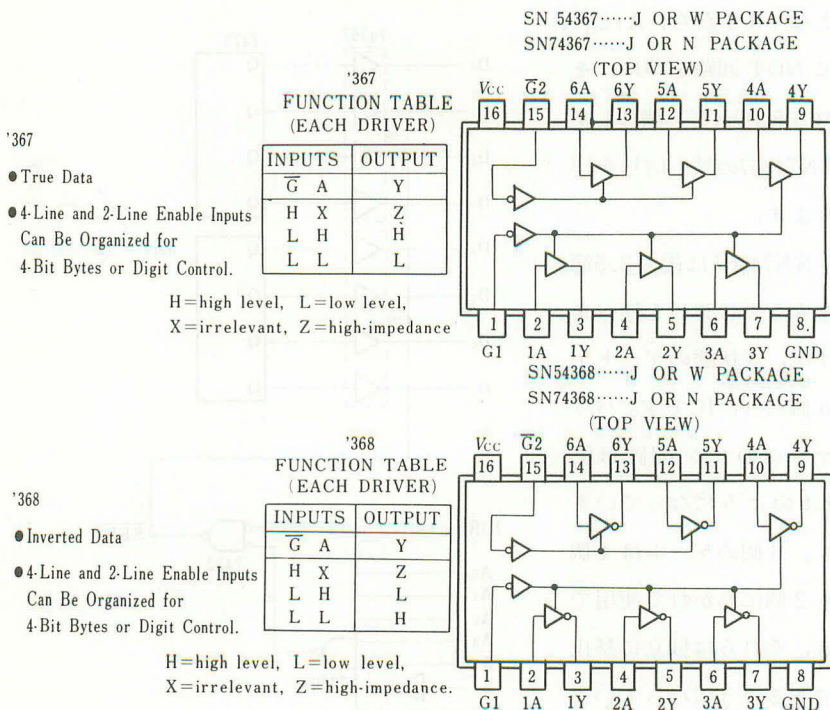 SN 54367······J OR W PACKAGE
SN74367······J OR N PACKAGE
(TOP VIEW)
'367
FUNCTION TABLE
(EACH DRIVER)
INPUTS OUTPUT
G̅ A Y
H X Z
L H H
L L L
H=high level, L=low level,
X=irrelevant, Z=high-impedance
'367
●True Data
●4-Line and 2-Line Enable Inputs
Can Be Organized for
4-Bit Bytes or Digit Control.
Vcc G̅2 6A 6Y 5A 5Y 4A 4Y
16 15 14 13 12 11 10 9
1 2 3 4 5 6 7 8.
G1 1A 1Y 2A 2Y 3A 3Y GND
SN54368······J OR W PACKAGE
SN74368······J OR N PACKAGE
(TOP VIEW)
'368
FUNCTION TABLE
(EACH DRIVER)
INPUTS OUTPUT
G̅ A Y
H X Z
L H L
L L H
H=high level, L=low level,
X=irrelevant, Z=high-impedance.
'368
●Inverted Data
●4-Line and 2-Line Enable Inputs
Can Be Organized for
4-Bit Bytes or Digit Control.
Vcc G̅2 6A 6Y 5A 5Y 4A 4Y
16 15 14 13 12 11 10 9
1 2 3 4 5 6 7 8
G1 1A 1Y 2A 2Y 3A 3Y GND